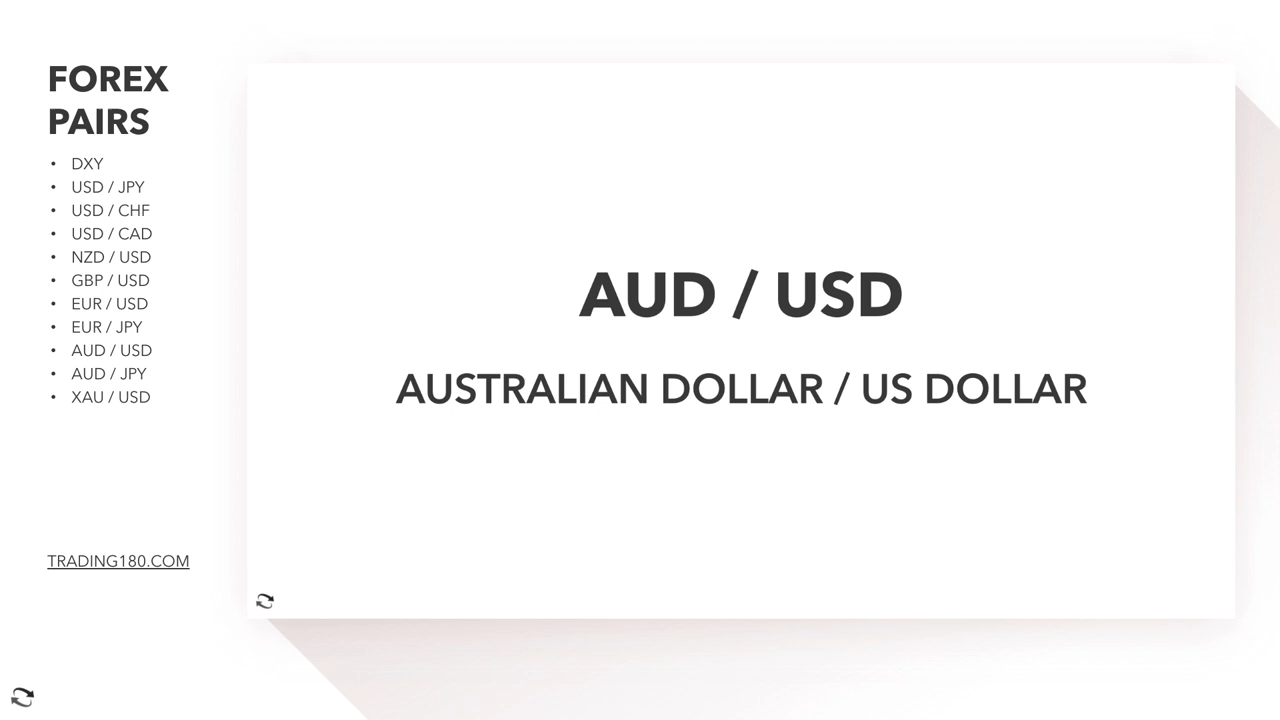 FOREX
PAIRS
• DXY
• USD / JPY
• USD / CHF
• USD / CAD
• NZD / USD
• GBP / USD
• EUR / USD
• EUR / JPY
• AUD / USD
• AUD / JPY
• XAU / USD
TRADING180.COM
AUD / USD
AUSTRALIAN DOLLAR / US DOLLAR